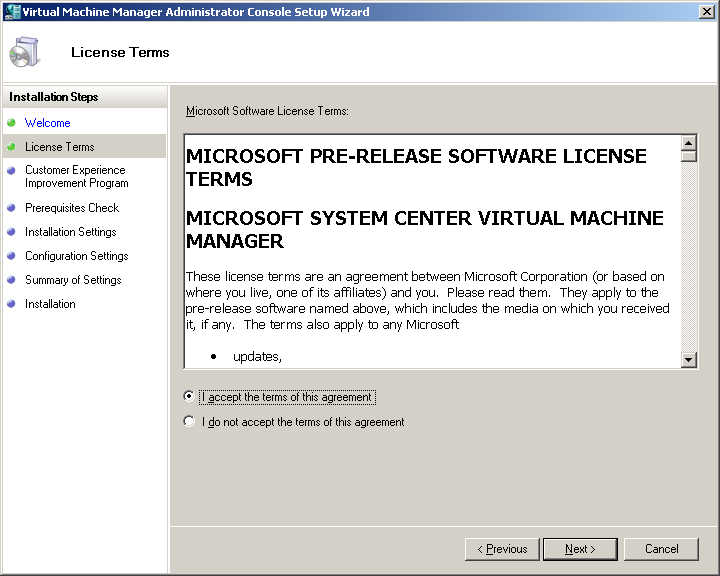 Virtual Machine Manager Administrator Console Setup Wizard
License Terms
Installation Steps
Welcome
License Terms
Customer Experience
Improvement Program
Prerequisites Check
Installation Settings
Configuration Settings
Summary of Settings
Installation
Microsoft Software License Terms:
MICROSOFT PRE-RELEASE SOFTWARE LICENSE
TERMS
MICROSOFT SYSTEM CENTER VIRTUAL MACHINE
MANAGER
These license terms are an agreement between Microsoft Corporation (or based on
where you live, one of its affiliates) and you.  Please read them.  They apply to the
pre-release software named above, which includes the media on which you received
it, if any.  The terms also apply to any Microsoft
• updates,
I accept the terms of this agreement
I do not accept the terms of this agreement
< Previous
Next >
Cancel